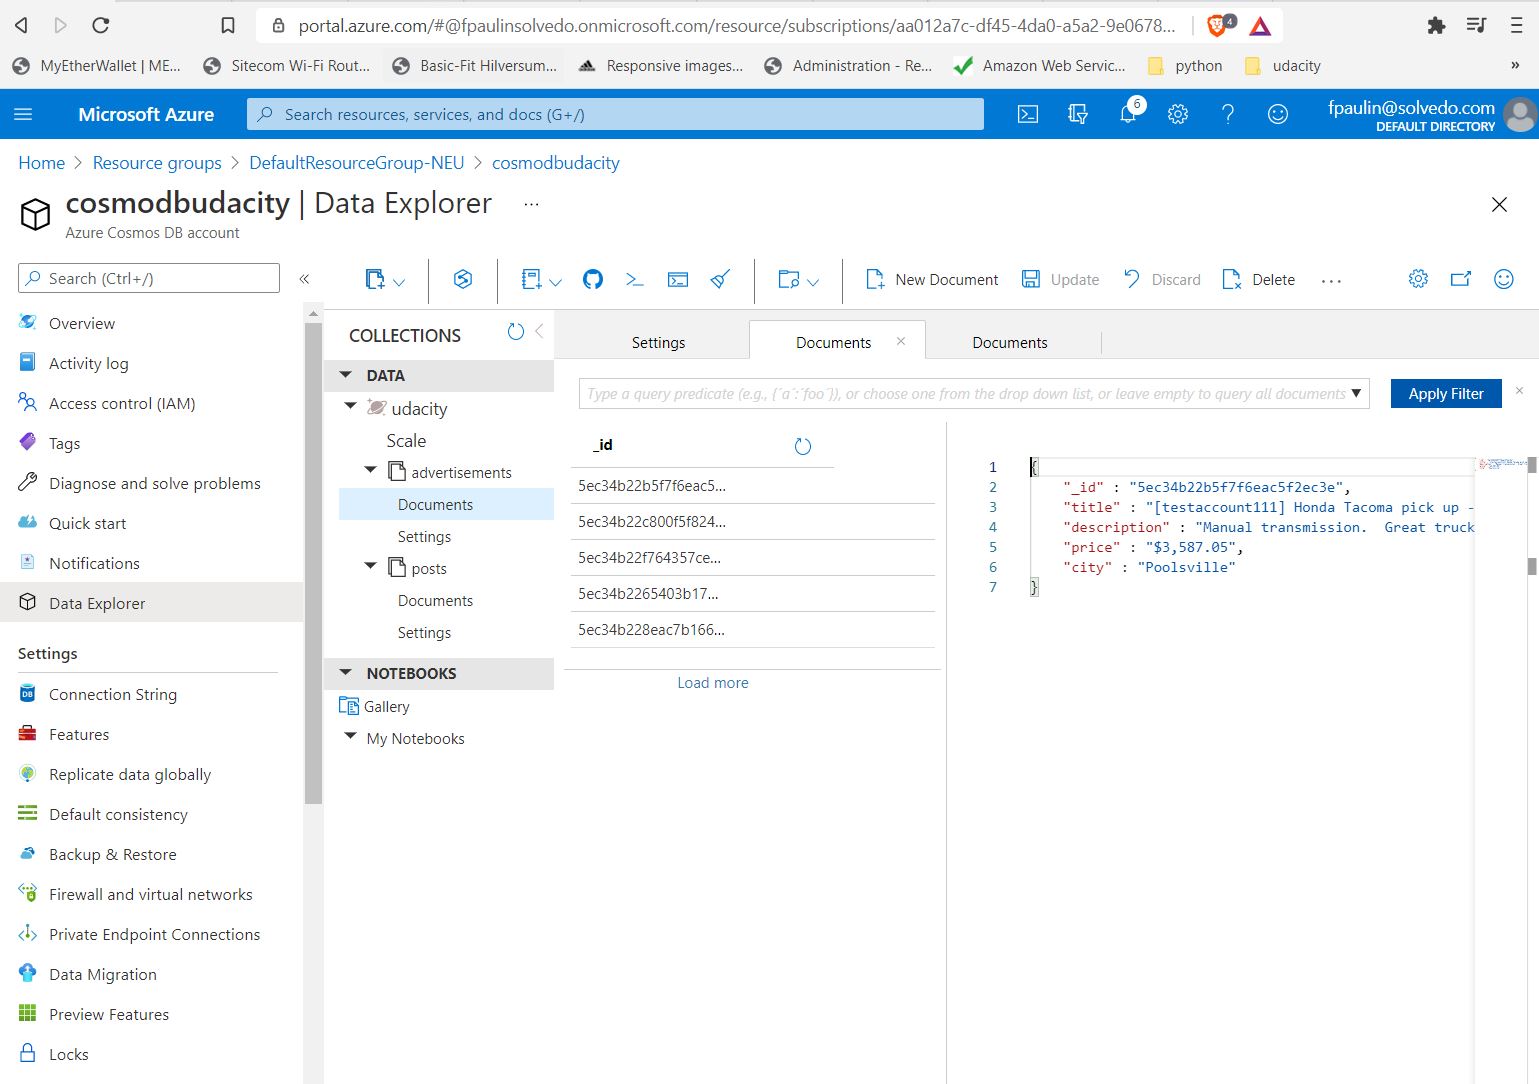 portal.azure.com/#@fpaulinsolvedo.onmicrosoft.com/resource/subscriptions/aa012a7c-df45-4da0-a5a2-9e0678...
4
MyEtherWallet | ME...
Sitecom Wi-Fi Rout...
Basic-Fit Hilversum...
Responsive images...
Administration - Re...
Amazon Web Servic...
python
udacity
»
Microsoft Azure
Search resources, services, and docs (G+/)
6
fpaulin@solvedo.com
DEFAULT DIRECTORY
Home > Resource groups > DefaultResourceGroup-NEU > cosmodbudacity
cosmodbudacity | Data Explorer ...
Azure Cosmos DB account
Search (Ctrl+/)
«
New Document
Update
Discard
Delete
...
Overview
Activity log
Access control (IAM)
Tags
Diagnose and solve problems
Quick start
Notifications
Data Explorer
Settings
Connection String
Features
Replicate data globally
Default consistency
Backup & Restore
Firewall and virtual networks
Private Endpoint Connections
Data Migration
Preview Features
Locks
COLLECTIONS
DATA
udacity
Scale
advertisements
Documents
Settings
posts
Documents
Settings
NOTEBOOKS
Gallery
My Notebooks
Settings
Documents
Documents
Type a query predicate (e.g., {´a´:´foo´}), or choose one from the drop down list, or leave empty to query all documents
Apply Filter
_id
5ec34b22b5f7f6eac5...
5ec34b22c800f5f824...
5ec34b22f764357ce...
5ec34b2265403b17...
5ec34b228eac7b166...
Load more
1 {
2 "_id" : "5ec34b22b5f7f6eac5f2ec3e",
3 "title" : "[testaccount111] Honda Tacoma pick up -
4 "description" : "Manual transmission.  Great truck
5 "price" : "$3,587.05",
6 "city" : "Poolsville"
7 }